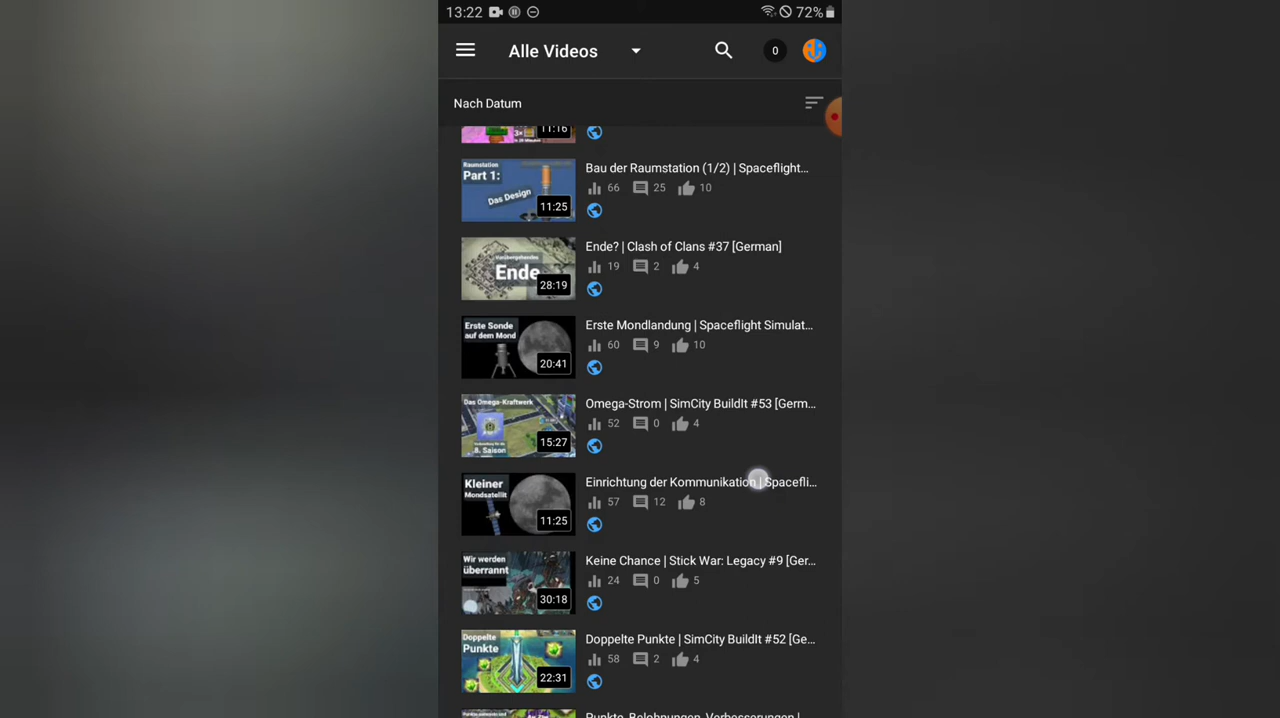 13:22
72%
Alle Videos
0
Nach Datum
11:16
Raumstation
Part 1:
Das Design
11:25
Bau der Raumstation (1/2) | Spaceflight...
66 25 10
Ende
28:19
Ende? | Clash of Clans #37 [German]
19 2 4
Erste Sonde
auf dem Mond
20:41
Erste Mondlandung | Spaceflight Simulat...
60 9 10
Das Omega-Kraftwerk
8. Saison
15:27
Omega-Strom | SimCity BuildIt #53 [Germ...
52 0 4
Kleiner
Mondsatellit
11:25
Einrichtung der Kommunikation | Spacefli...
57 12 8
Wir werden
überrannt
30:18
Keine Chance | Stick War: Legacy #9 [Ger...
24 0 5
Doppelte
Punkte
22:31
Doppelte Punkte | SimCity BuildIt #52 [Ge...
58 2 4
Punkte, Belohnungen, Verbesserungen |